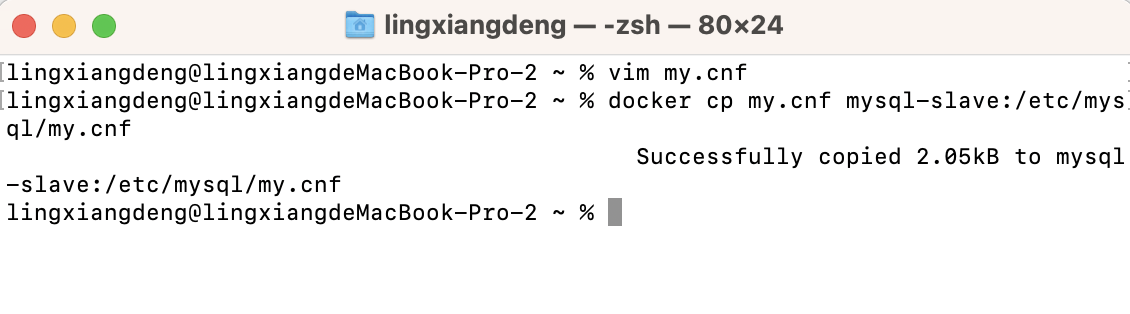 lingxiangdeng — -zsh — 80×24
[lingxiangdeng@lingxiangdeMacBook-Pro-2 ~ % vim my.cnf ]
[lingxiangdeng@lingxiangdeMacBook-Pro-2 ~ % docker cp my.cnf mysql-slave:/etc/mys]
ql/my.cnf
Successfully copied 2.05kB to mysql
-slave:/etc/mysql/my.cnf
lingxiangdeng@lingxiangdeMacBook-Pro-2 ~ %